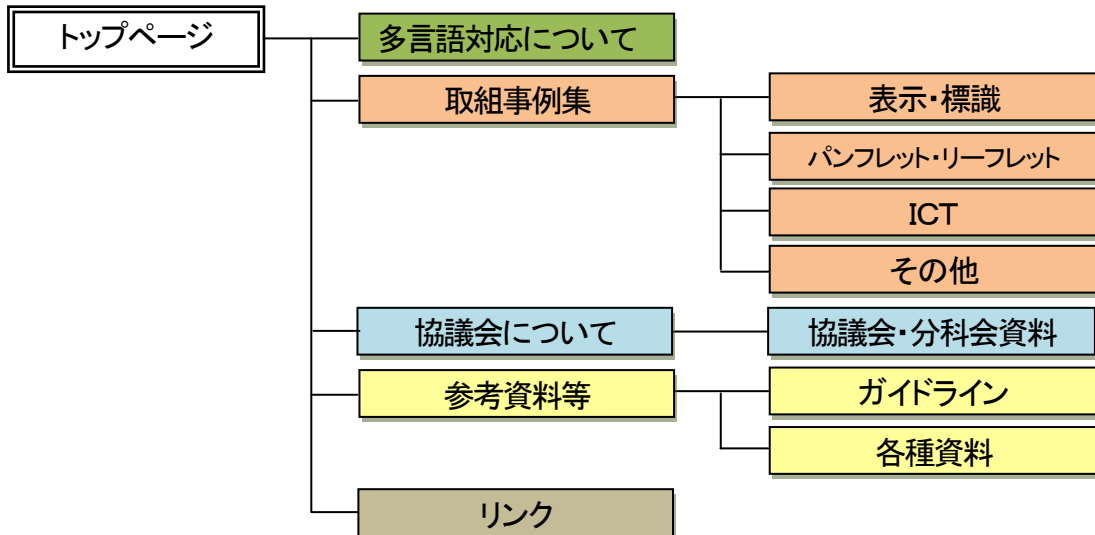 トップページ
多言語対応について
取組事例集
表示・標識
パンフレット・リーフレット
ICT
その他
協議会について
協議会・分科会資料
参考資料等
ガイドライン
各種資料
リンク